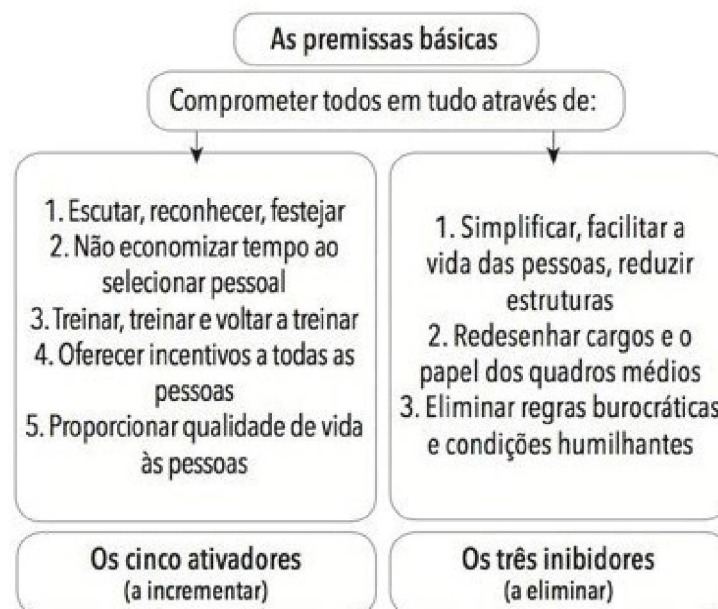 As premissas básicas
Comprometer todos em tudo através de:
1. Escutar, reconhecer, festejar
2. Não economizar tempo ao
selecionar pessoal
3. Treinar, treinar e voltar a treinar
4. Oferecer incentivos a todas as
pessoas
5. Proporcionar qualidade de vida
às pessoas
Os cinco ativadores
(a incrementar)
1. Simplificar, facilitar a
vida das pessoas, reduzir
estruturas
2. Redesenhar cargos e o
papel dos quadros médios
3. Eliminar regras burocráticas
e condições humilhantes
Os três inibidores
(a eliminar)